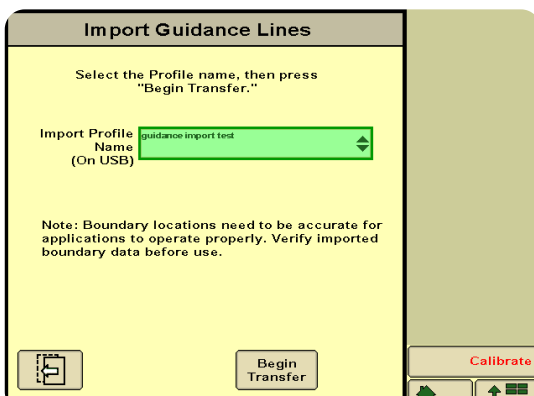 Import Guidance Lines
Select the Profile name, then press
"Begin Transfer."
Import Profile
Name
(On USB)
guidance import test
Note: Boundary locations need to be accurate for
applications to operate properly. Verify imported
boundary data before use.
Begin
Transfer
Calibrate